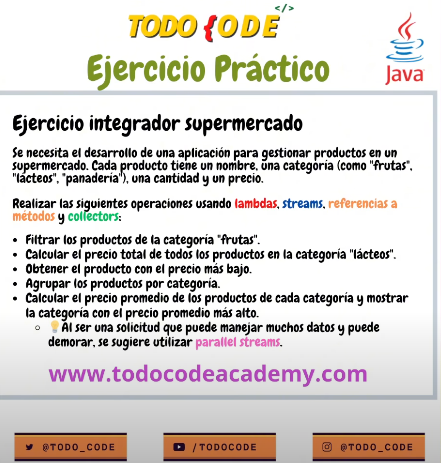 </>
TODO {CODE
Ejercicio Práctico
Java
Ejercicio integrador supermercado
Se necesita el desarrollo de una aplicación para gestionar productos en un
supermercado. Cada producto tiene un nombre, una categoría (como "frutas",
"lácteos", "panadería"), una cantidad y un precio.
Realizar las siguientes operaciones usando lambdas, streams, referencias a
métodos y collectors:
• Filtrar los productos de la categoría "frutas".
• Calcular el precio total de todos los productos en la categoría "lácteos".
• Obtener el producto con el precio más bajo.
• Agrupar los productos por categoría.
• Calcular el precio promedio de los productos de cada categoría y mostrar
la categoría con el precio promedio más alto.
○ 💡Al ser una solicitud que puede manejar muchos datos y puede
demorar, se sugiere utilizar parallel streams.
www.todocodeacademy.com
@TODO_CODE
/TODOCODE
@TODO_CODE